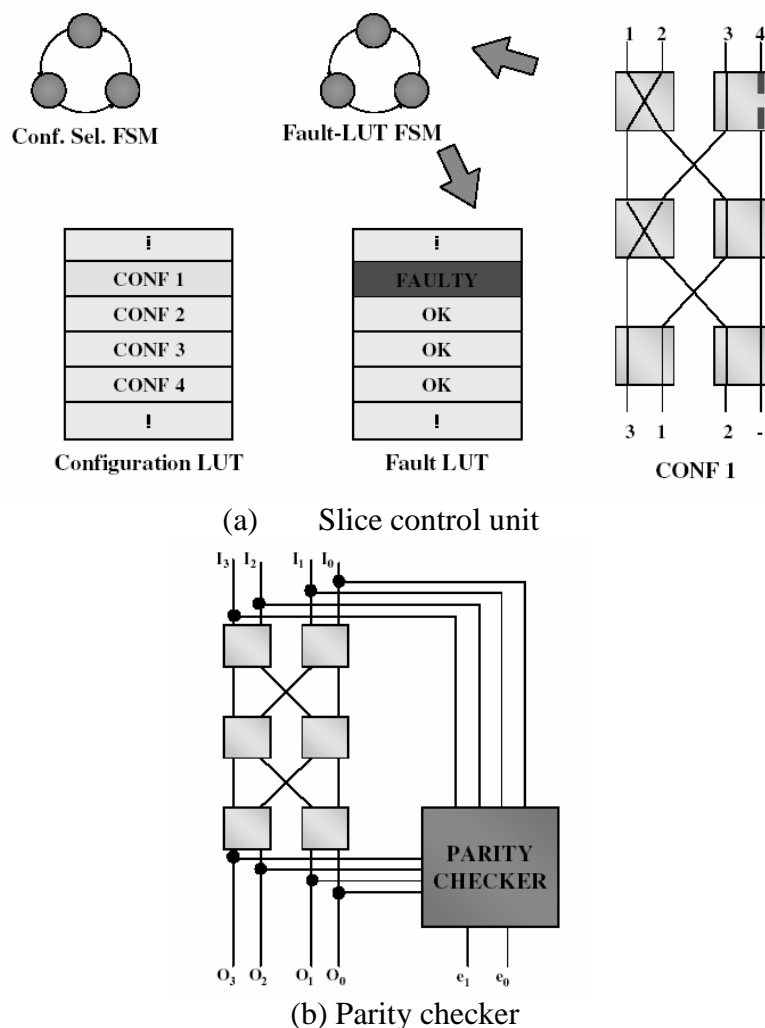 1 2 3 4
Conf. Sel. FSM
Fault-LUT FSM
CONF 1
CONF 2
CONF 3
CONF 4
Configuration LUT
FAULTY
OK
OK
OK
Fault LUT
3 1 2 -
CONF 1
(a) Slice control unit
I3 I2 I1 I0
PARITY
CHECKER
O3 O2 O1 O0 e1 e0
(b) Parity checker